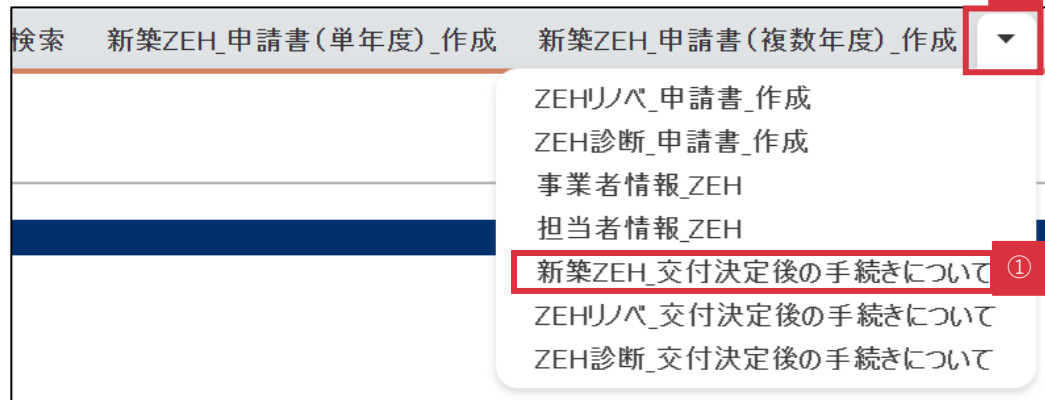 検索 新築ZEH_申請書(単年度)_作成 新築ZEH_申請書(複数年度)_作成
ZEHリノベ_申請書_作成
ZEH診断_申請書_作成
事業者情報_ZEH
担当者情報_ZEH
新築ZEH_交付決定後の手続きについて ①
ZEHリノベ_交付決定後の手続きについて
ZEH診断_交付決定後の手続きについて